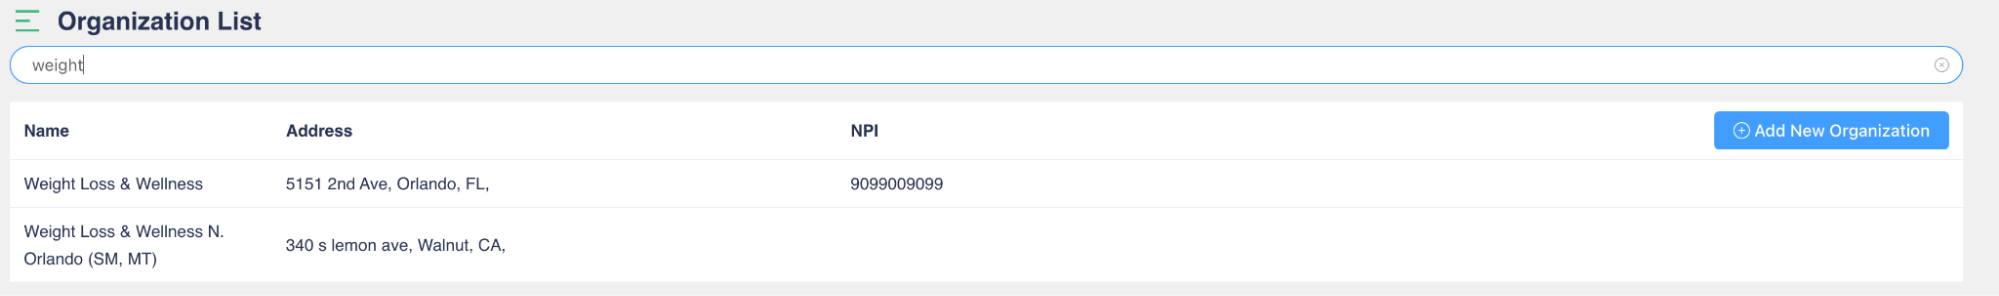 Organization List
weight
Name Address NPI Add New Organization
Weight Loss & Wellness 5151 2nd Ave, Orlando, FL, 9099009099
Weight Loss & Wellness N.
Orlando (SM, MT)
340 s lemon ave, Walnut, CA,